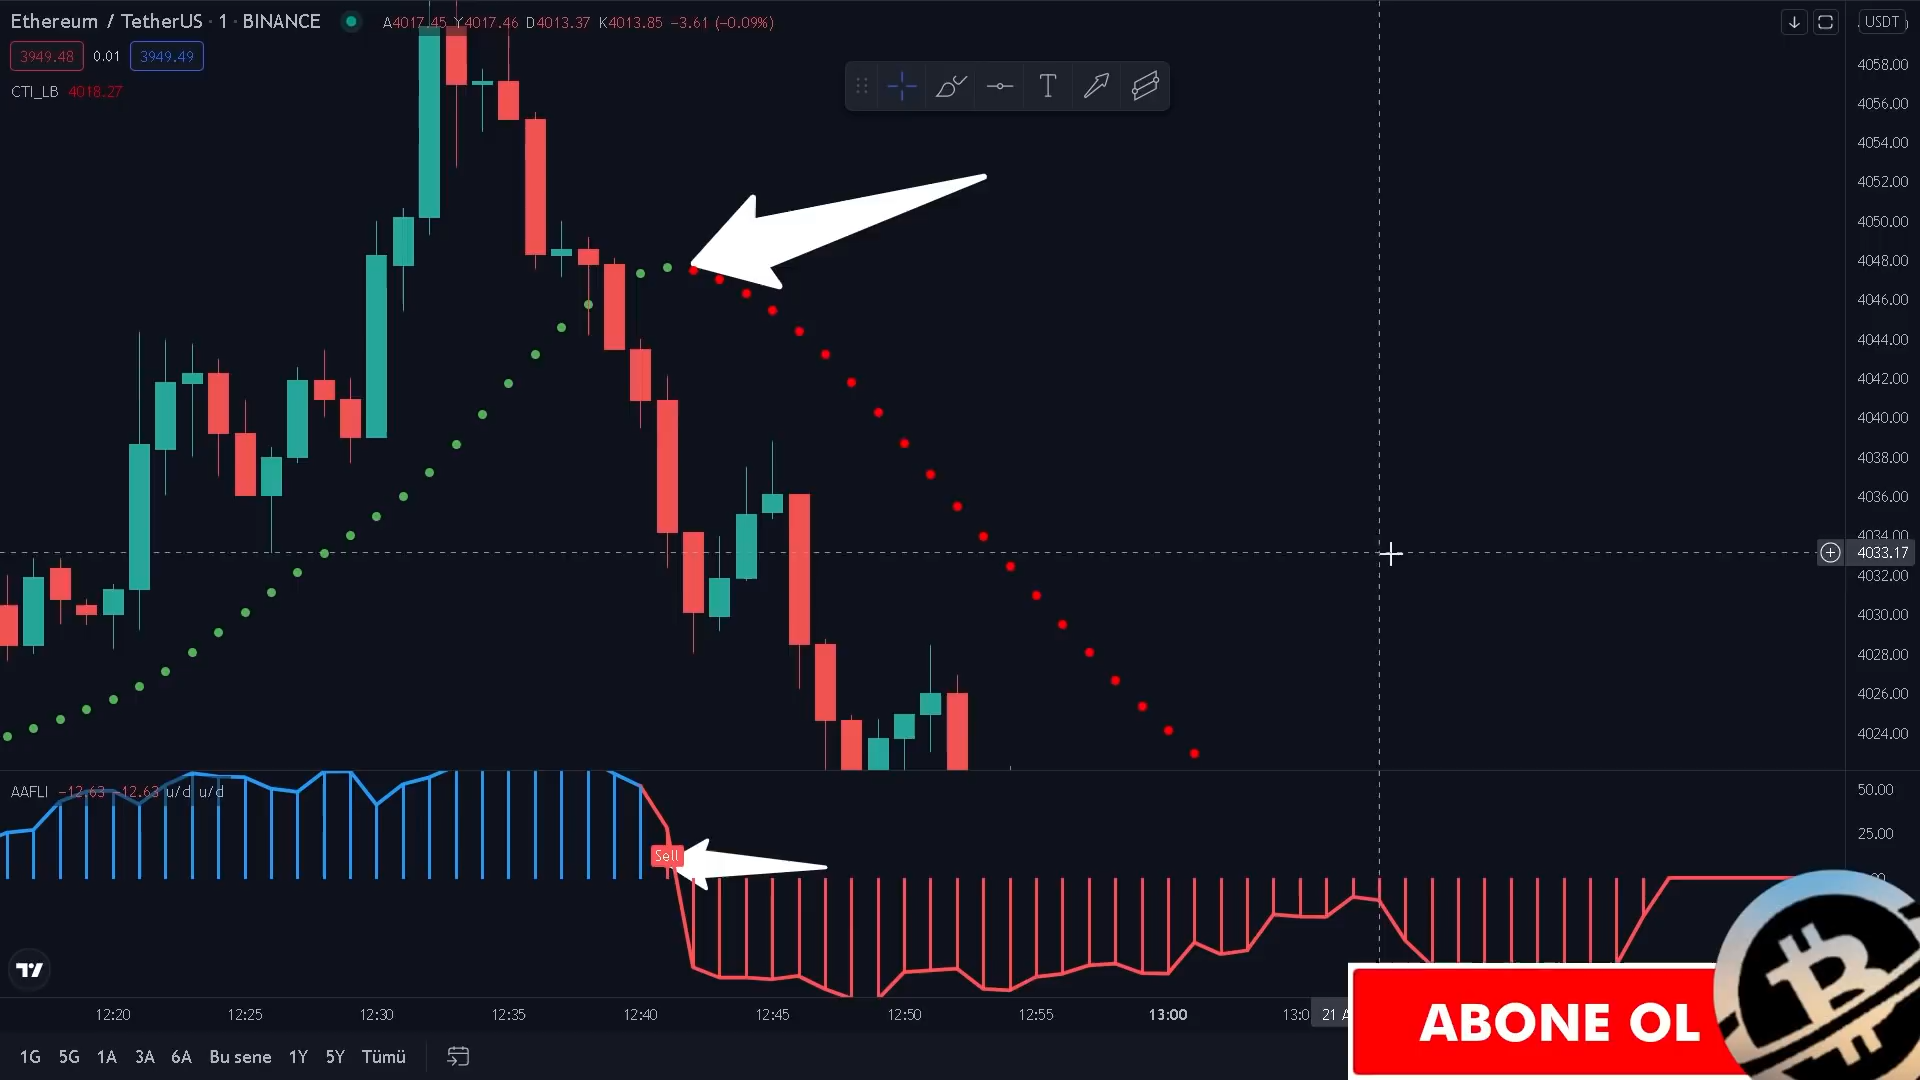 Ethereum / TetherUS · 1 · BINANCE A4017.45 Y4017.46 D4013.37 K4013.85 −3.61 (−0.09%) USDT
3949.48 0.01 3949.49
CTI_LB 4018.27
4058.00
4056.00
4054.00
4052.00
4050.00
4048.00
4046.00
4044.00
4042.00
4040.00
4038.00
4036.00
4034.00
4033.17
4032.00
4030.00
4028.00
4026.00
4024.00
AAFLI −12.63 −12.63 u/d u/d 50.00
25.00
Sell
12:20 12:25 12:30 12:35 12:40 12:45 12:50 12:55 13:00 13:0 21 A
ABONE OL
1G 5G 1A 3A 6A Bu sene 1Y 5Y Tümü